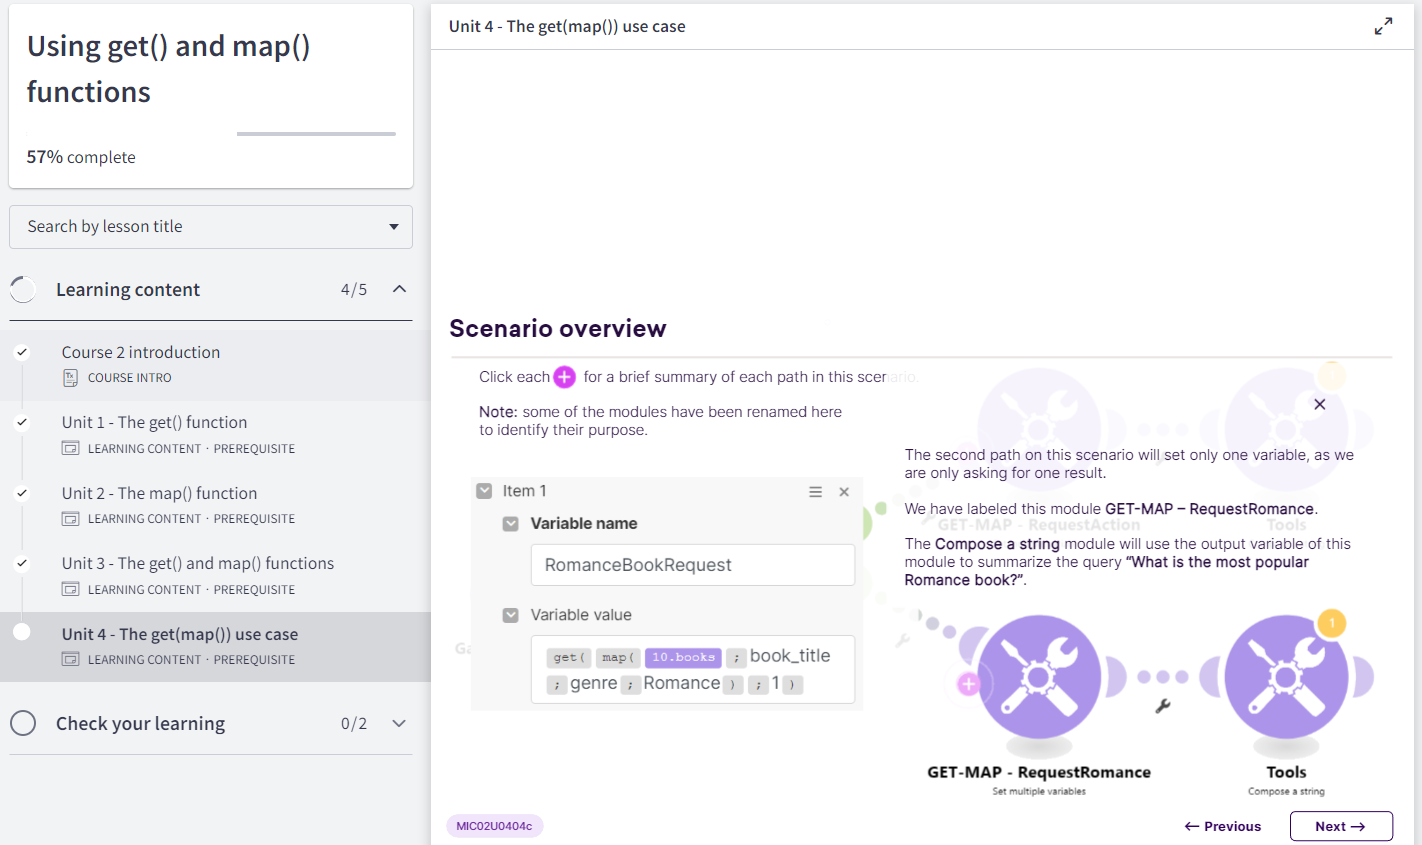 Using get() and map()
functions
57% complete
Search by lesson title
Learning content 4/5
Course 2 introduction
COURSE INTRO
Unit 1 - The get() function
LEARNING CONTENT · PREREQUISITE
Unit 2 - The map() function
LEARNING CONTENT · PREREQUISITE
Unit 3 - The get() and map() functions
LEARNING CONTENT · PREREQUISITE
Unit 4 - The get(map()) use case
LEARNING CONTENT · PREREQUISITE
Check your learning 0/2
Unit 4 - The get(map()) use case
Scenario overview
Click each + for a brief summary of each path in this scenario.
Note: some of the modules have been renamed here
to identify their purpose.
Item 1
Variable name
RomanceBookRequest
Variable value
get( map( 10.books ; book_title
; genre ; Romance ) ; 1 )
GET-MAP - RequestAction
Tools
The second path on this scenario will set only one variable, as we
are only asking for one result.
We have labeled this module GET-MAP – RequestRomance.
The Compose a string module will use the output variable of this
module to summarize the query “What is the most popular
Romance book?”.
1
GET-MAP - RequestRomance
Set multiple variables
Tools
Compose a string
MIC02U0404c
← Previous
Next →